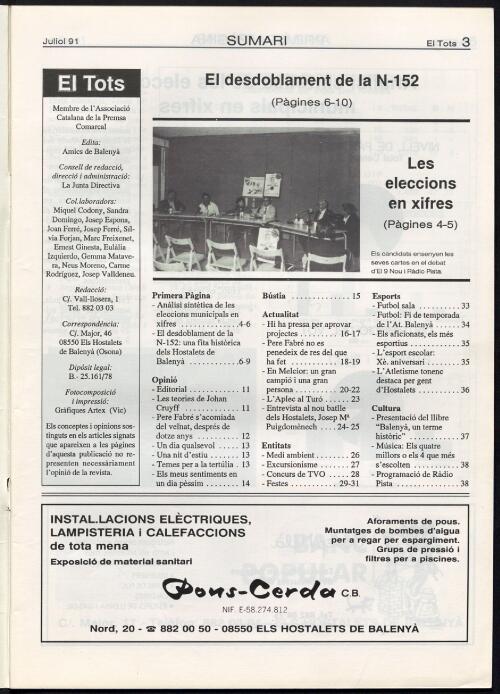 Juliol 91
SUMARI
El Tots 3
El Tots
Membre de l'Associació
Catalana de la Premsa
Comarcal
Edita:
Amics de Balenyà
Consell de redacció,
direcció i administració:
La Junta Directiva
Col.laboradors:
Miquel Codony, Sandra
Domingo, Josep Espona,
Joan Ferré, Josep Ferré, Síl-
via Forjan, Marc Freixenet,
Ernest Ginesta, Eulàlia
Izquierdo, Gemma Matave-
ra, Neus Moreno, Carme
Rodríguez, Josep Valldeneu.
Redacció:
C/. Vall-llosera, 1
Tel. 882 03 03
Correspondència:
C/. Major, 46
08550 Els Hostalets
de Balenyà (Osona)
Dipòsit legal:
B.- 25.161/78
Fotocomposició
i impressió:
Gràfiques Artex (Vic)
Els conceptes i opinions sos-
tinguts en els articles signats
que apareixen a les pàgines
d'aquesta publicació no re-
presenten necessàriament
l'opinió de la revista.
El desdoblament de la N-152
(Pàgines 6-10)
Les
eleccions
en xifres
(Pàgines 4-5)
Els candidats ensenyen les
seves cartes en el debat
d'El 9 Nou i Ràdio Pista.
Primera Pàgina
- Anàlisi sintètica de les
eleccions municipals en
xifres .......... 4-6
- El desdoblament de la
N-152: una fita històrica
dels Hostalets de
Balenyà .......... 6-9
Opinió
- Editorial .......... 11
- Les teories de Johan
Cruyff .......... 11
- Pere Fabré s'acomiada
del veïnat, després de
dotze anys .......... 12
- Un dia qualsevol .. 13
- Una nit d'estiu .... 13
- Temes per a la tertúlia . 13
- Els meus sentiments en
un dia pèssim ...... 14
Bústia .......... 15
Actualitat
- Hi ha pressa per aprovar
projectes .......... 16-17
- Pere Fabré no es
penedeix de res del que
ha fet .......... 18-19
- En Melcior: un gran
campió i una gran
persona .......... 20-22
- L'Aplec al Turó .... 23
- Entrevista al nou batlle
dels Hostalets, Josep Mª
Puigdomènech .... 24- 25
Entitats
- Medi ambient ...... 26
- Excursionisme ...... 27
- Concurs de TVO .... 28
- Festes .......... 29-31
Esports
- Futbol sala .......... 33
- Futbol: Fi de temporada
de l'At. Balenyà ...... 34
- Els aficionats, els més
esportius .......... 35
- L'esport escolar:
Xè. aniversari ...... 35
- L'Atletisme tonenc
destaca per gent
d'Hostalets .......... 36
Cultura
- Presentació del llibre
"Balenyà, un terme
històric" .......... 37
- Música: Els quatre
millors o els 4 que més
s'escolten .......... 38
- Programació de Ràdio
Pista .......... 38
INSTAL.LACIONS ELÈCTRIQUES,
LAMPISTERIA i CALEFACCIONS
de tota mena
Exposició de material sanitari
Aforaments de pous.
Muntatges de bombes d'aigua
per a regar per espargiment.
Grups de pressió i
filtres per a piscines.
Pons-Cerda C.B.
NIF. E-58.274.812
Nord, 20 - ☎ 882 00 50 - 08550 ELS HOSTALETS DE BALENYÀ